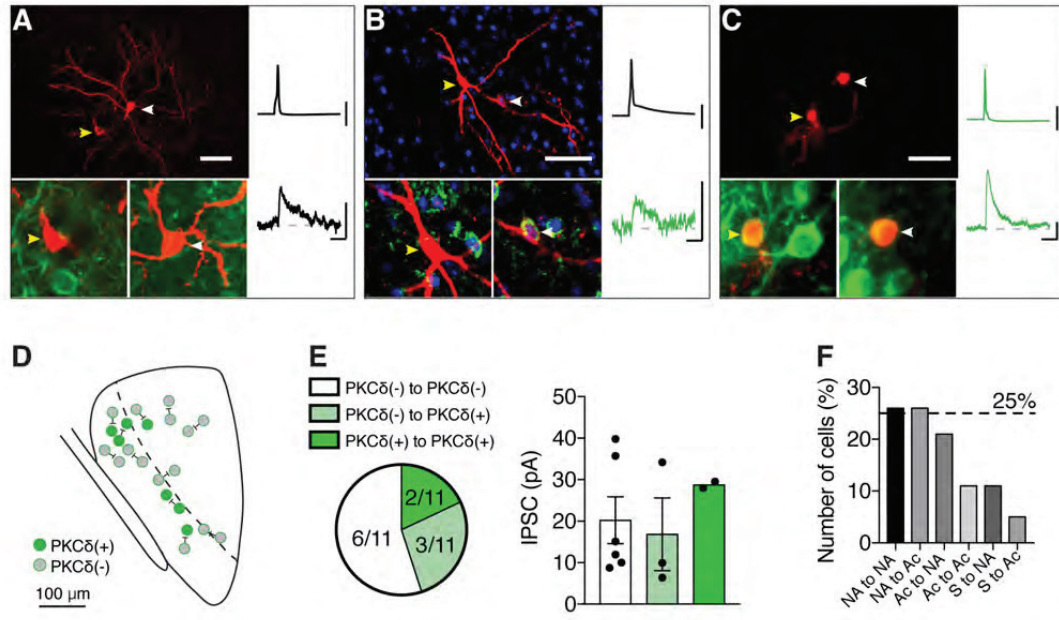 A
B
C
D
PKCδ(+)
PKCδ(-)
100 µm
E
PKCδ(-) to PKCδ(-)
PKCδ(-) to PKCδ(+)
PKCδ(+) to PKCδ(+)
2/11
6/11
3/11
IPSC (pA)
50
40
30
20
10
0
F
Number of cells (%)
30
15
0
25%
NA to NA
NA to Ac
Ac to NA
Ac to Ac
S to NA
S to Ac